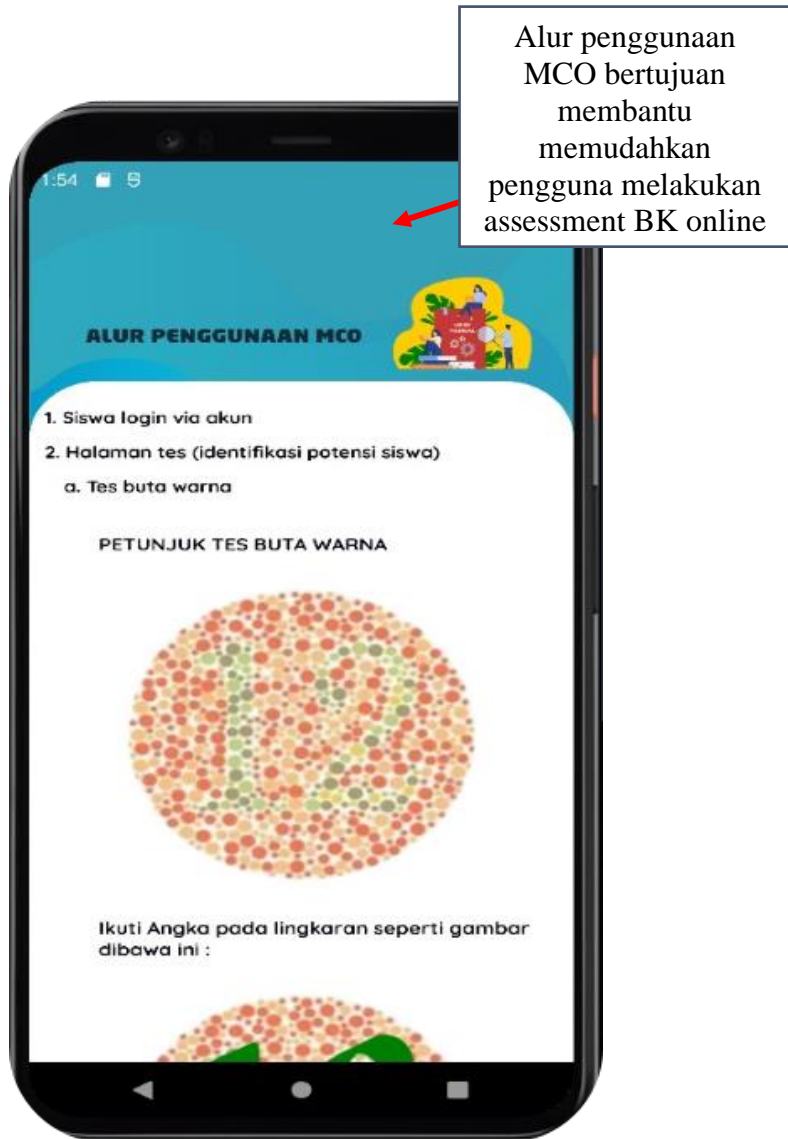 Alur penggunaan
MCO bertujuan
membantu
memudahkan
pengguna melakukan
assessment BK online
1:54
ALUR PENGGUNAAN MCO
1. Siswa login via akun
2. Halaman tes (identifikasi potensi siswa)
a. Tes buta warna
PETUNJUK TES BUTA WARNA
12
Ikuti Angka pada lingkaran seperti gambar
dibawa ini :